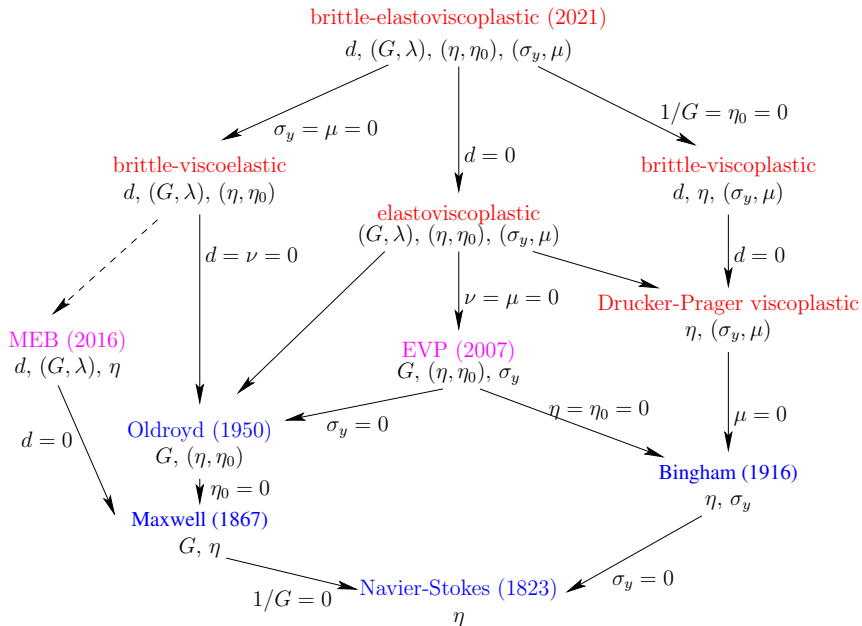 brittle-elastoviscoplastic (2021)
d, (G, λ), (η, η₀), (σ_y, μ)
1/G = η₀ = 0
σ_y = μ = 0
d = 0
brittle-viscoelastic
d, (G, λ), (η, η₀)
brittle-viscoplastic
d, η, (σ_y, μ)
elastoviscoplastic
(G, λ), (η, η₀), (σ_y, μ)
d = ν = 0
d = 0
ν = μ = 0
Drucker-Prager viscoplastic
η, (σ_y, μ)
MEB (2016)
d, (G, λ), η
EVP (2007)
G, (η, η₀), σ_y
d = 0
Oldroyd (1950)
G, (η, η₀)
σ_y = 0
η = η₀ = 0
μ = 0
Bingham (1916)
η, σ_y
η₀ = 0
Maxwell (1867)
G, η
1/G = 0
Navier-Stokes (1823)
η
σ_y = 0